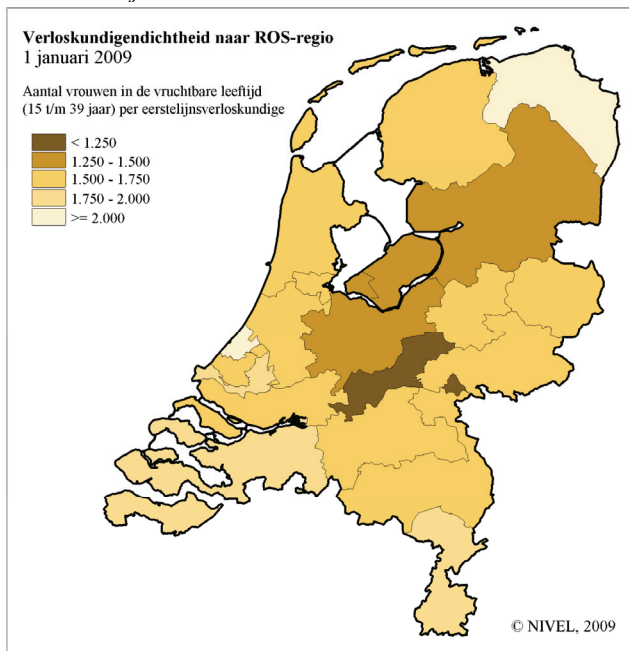 Verloskundigendichtheid naar ROS-regio
1 januari 2009
Aantal vrouwen in de vruchtbare leeftijd
(15 t/m 39 jaar) per eerstelijnsverloskundige
< 1.250
1.250 - 1.500
1.500 - 1.750
1.750 - 2.000
>= 2.000
© NIVEL, 2009